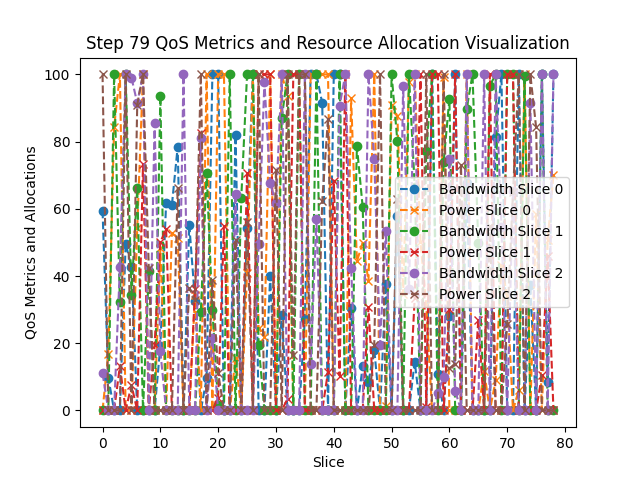 Step 79 QoS Metrics and Resource Allocation Visualization
QoS Metrics and Allocations
100
80
60
40
20
0
Bandwidth Slice 0
Power Slice 0
Bandwidth Slice 1
Power Slice 1
Bandwidth Slice 2
Power Slice 2
0 10 20 30 40 50 60 70 80
Slice